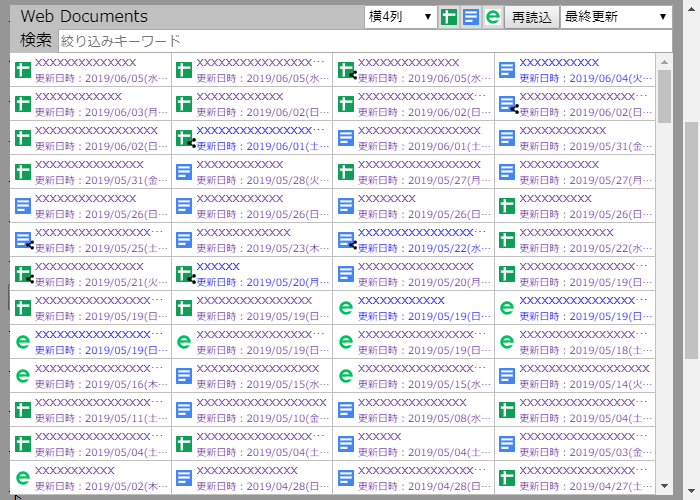 Web Documents
横4列
再読込
最終更新
検索
絞り込みキーワード
XXXXXXXXXXXXXX
更新日時：2019/06/05(水…
XXXXXXXXXXXXXXXX…
更新日時：2019/06/05(水…
XXXXXXXXXXXXXX
更新日時：2019/06/05(水…
XXXXXXXXXXX
更新日時：2019/06/04(火…
XXXXXXXXXXXX
更新日時：2019/06/03(月…
XXXXXXXXXXXX
更新日時：2019/06/02(日…
XXXXXXXXXXXXXXXX…
更新日時：2019/06/02(日…
XXXXXXXXXXXXXXXX…
更新日時：2019/06/02(日…
XXXXXXXXXXXXXXXXX
更新日時：2019/06/02(日…
XXXXXXXXXXXXXXXX…
更新日時：2019/06/01(土…
XXXXXXXXXXXXXXX
更新日時：2019/06/01(土…
XXXXXXXXXXXXXXXX
更新日時：2019/05/31(金…
XXXXXXXXXXXXXXX
更新日時：2019/05/31(金…
XXXXXXXXXXXXXXX
更新日時：2019/05/28(火…
XXXXXXXXXXXXXXXXX
更新日時：2019/05/27(月…
XXXXXXXXXX
更新日時：2019/05/27(月…
XXXXXXXXXXXXXX
更新日時：2019/05/26(日…
XXXXXXXXXXXXXX
更新日時：2019/05/26(日…
XXXXXXXX
更新日時：2019/05/26(日…
XXXXXXXXXX
更新日時：2019/05/26(日…
XXXXXXXXXXXXXXXX…
更新日時：2019/05/25(土…
XXXXXXXXXXXXX
更新日時：2019/05/23(木…
XXXXXXXXXXXXXXXX…
更新日時：2019/05/22(水…
XXXXXXXXXXXXX
更新日時：2019/05/22(水…
XXXXXXXXXXXXXXX
更新日時：2019/05/21(火…
XXXXXX
更新日時：2019/05/20(月…
XXXXXXXXXXXXXXX
更新日時：2019/05/20(月…
XXXXXXXXXXXXXXX
更新日時：2019/05/19(日…
XXXXXXXXXXXXXXXX…
更新日時：2019/05/19(日…
XXXXXXXXXXXXXXXX
更新日時：2019/05/19(日…
XXXXXXXXXXXX
更新日時：2019/05/19(日…
XXXXXXXXXXXXXXXX…
更新日時：2019/05/19(日…
XXXXXXXXXXXXXXXX…
更新日時：2019/05/19(日…
XXXXXXXXXXXXXXXX…
更新日時：2019/05/19(日…
XXXXXXXXXXXXXXXX…
更新日時：2019/05/19(日…
XXXXXXXXXXXXXXXX…
更新日時：2019/05/18(土…
XXXXXXXXXXXXXX
更新日時：2019/05/16(木…
XXXXXXXXXXXXXXXXX
更新日時：2019/05/15(水…
XXXXXXXXXXXXXX
更新日時：2019/05/15(水…
XXXXXXXXXXXXXXXXXX
更新日時：2019/05/14(火…
XXXXXXXXXXXXXXXX…
更新日時：2019/05/11(土…
XXXXXXXXXXXXXXXX…
更新日時：2019/05/10(金…
XXXXXXXXXXXXXXX
更新日時：2019/05/08(水…
XXXXXXXXXXXXXXXX…
更新日時：2019/05/04(土…
XXXXXXXXXXXXXXXX…
更新日時：2019/05/04(土…
XXXXXXXXXXXXXXXX…
更新日時：2019/05/04(土…
XXXXXX
更新日時：2019/05/04(土…
XXXXXXXXXXXXXXXX…
更新日時：2019/05/03(金…
XXXXXXXXXXX
更新日時：2019/05/02(木…
XXXXXXXXXXXXXXXX…
更新日時：2019/04/28(日…
XXXXXXXXXXXXXXXX…
更新日時：2019/04/28(日…
XXXXXXXXXXXXXXXX…
更新日時：2019/04/27(土…